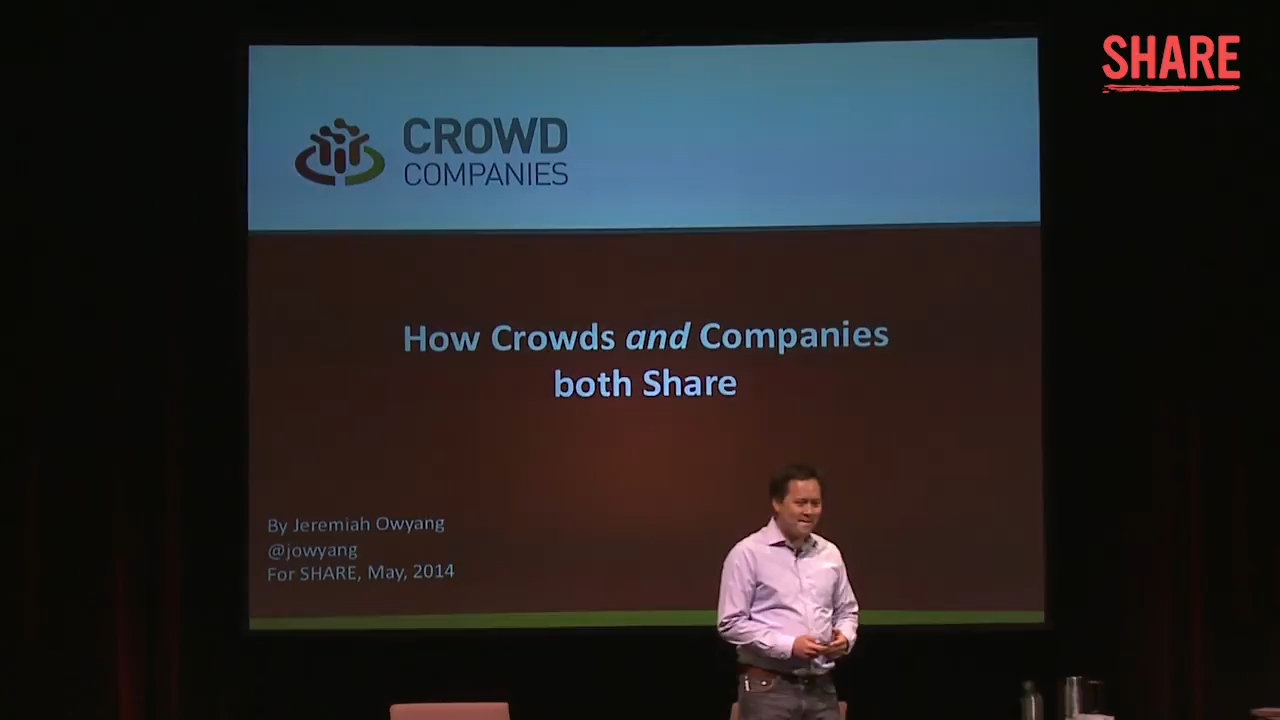 SHARE
CROWD
COMPANIES
How Crowds and Companies
both Share
By Jeremiah Owyang
@jowyang
For SHARE, May, 2014